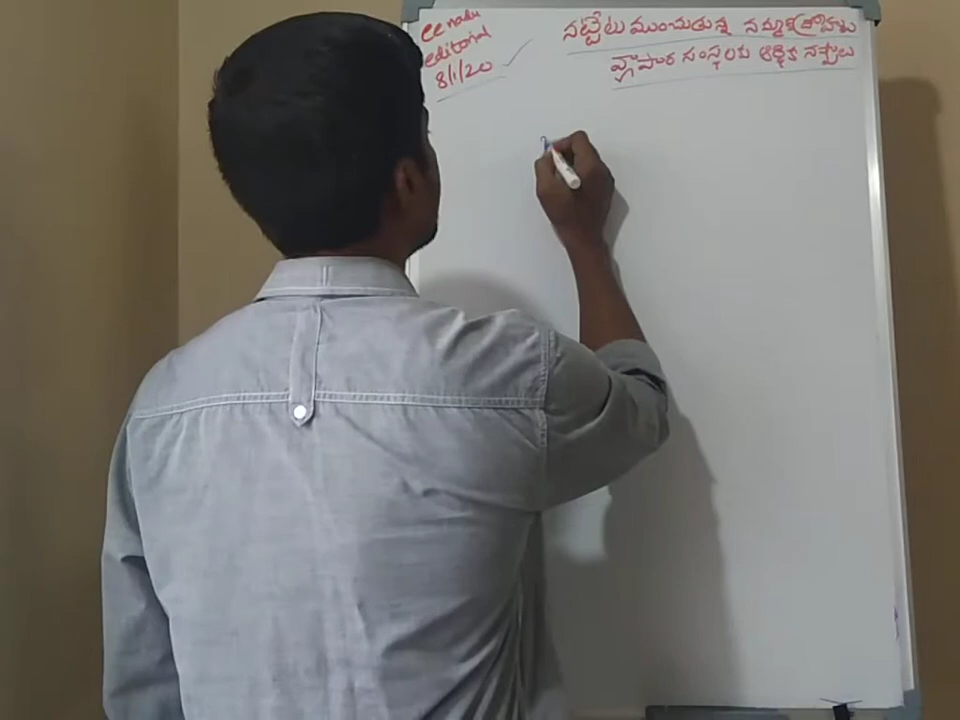 ee nadu
editorial
8/1/20
నట్టేట ముంచుతున్న నమ్మకద్రోహాలు
వ్యాపార సంస్థలకు ఆర్థిక నష్టాలు